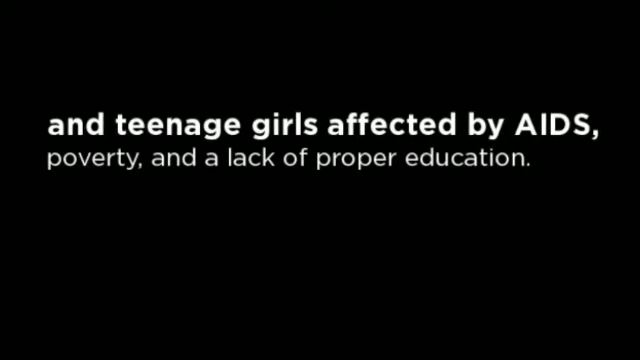 and teenage girls affected by AIDS,
poverty, and a lack of proper education.